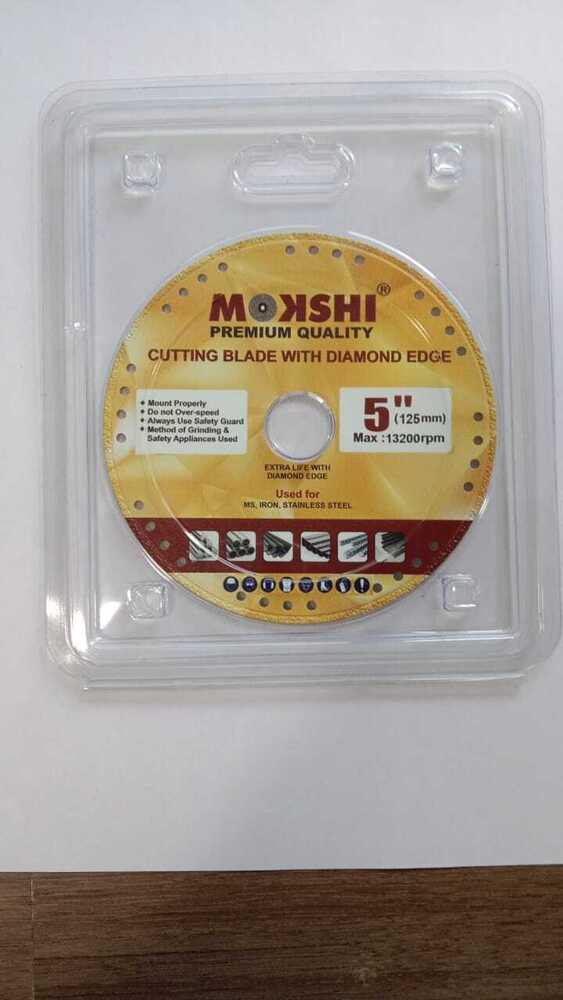 MOKSHI®
PREMIUM QUALITY
CUTTING BLADE WITH DIAMOND EDGE
Mount Properly
Do not Over-speed
Always Use Safety Guard
Method of Grinding &
Safety Appliances Used
5" (125mm)
Max :13200rpm
EXTRA LIFE WITH
DIAMOND EDGE
Used for
MS, IRON, STAINLESS STEEL